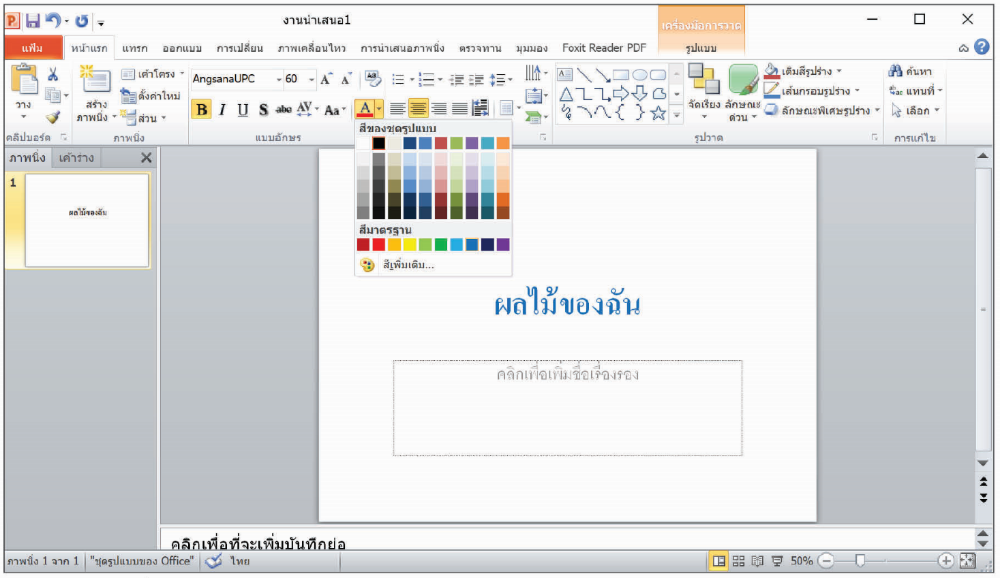 งานนำเสนอ1
เครื่องมือการวาด
แฟ้ม หน้าแรก แทรก ออกแบบ การเปลี่ยน ภาพเคลื่อนไหว การนำเสนอภาพนิ่ง ตรวจทาน มุมมอง Foxit Reader PDF รูปแบบ
วาง
สร้าง
ภาพนิ่ง
เค้าโครง
ตั้งค่าใหม่
ส่วน
AngsanaUPC 60
B I U S abc AV Aa A
จัดเรียง
ลักษณะ
ด่วน
เติมสีรูปร่าง
เส้นกรอบรูปร่าง
ลักษณะพิเศษรูปร่าง
ค้นหา
แทนที่
เลือก
คลิปบอร์ด ภาพนิ่ง แบบอักษร รูปวาด การแก้ไข
สีของชุดรูปแบบ
สีมาตรฐาน
สีเพิ่มเติม...
ภาพนิ่ง เค้าร่าง
1
ผลไม้ของฉัน
ผลไม้ของฉัน
คลิกเพื่อเพิ่มชื่อเรื่องรอง
คลิกเพื่อที่จะเพิ่มบันทึกย่อ
ภาพนิ่ง 1 จาก 1 "ชุดรูปแบบของ Office" ไทย 50%